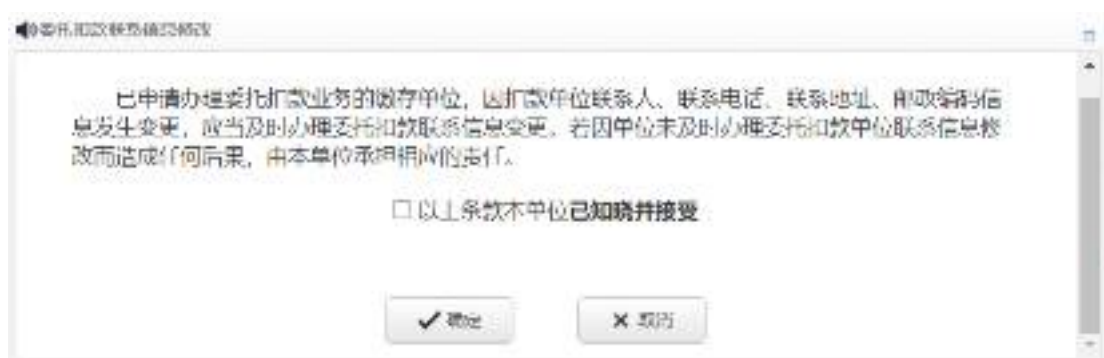 委托扣款联系信息修改
已申请办理委托扣款业务的缴存单位，因扣款单位联系人、联系电话、联系地址、邮政编码信
息发生变更，应当及时办理委托扣款联系信息变更。若因单位未及时办理委托扣款单位联系信息修
改而造成任何后果，由本单位承担相应的责任。
以上条款本单位已知晓并接受
确定
取消